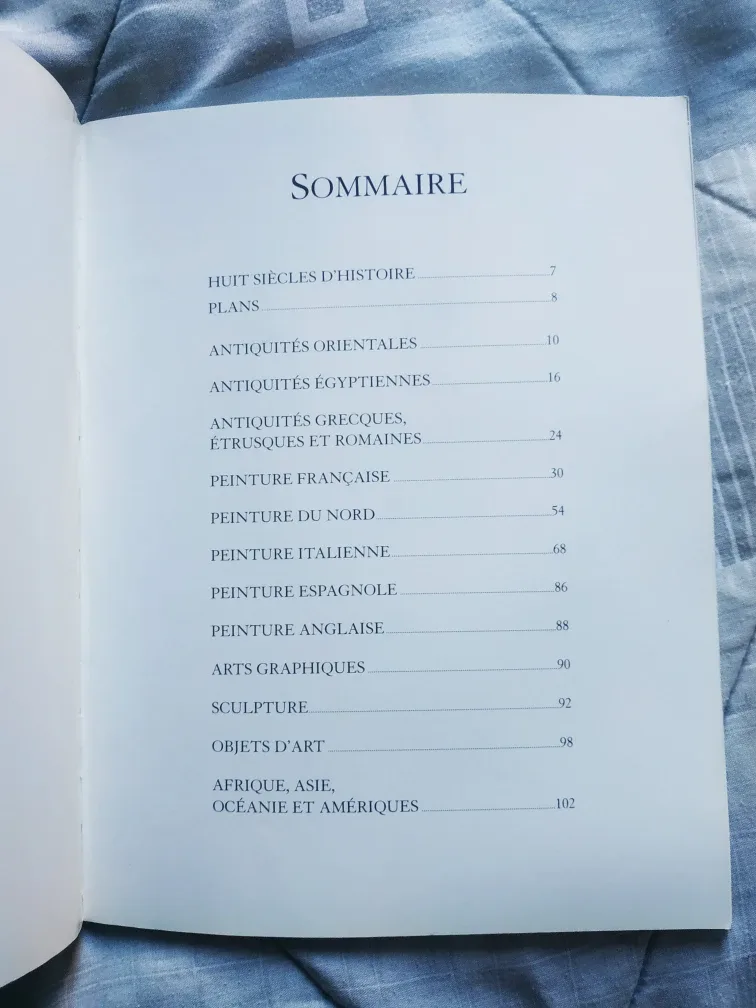 SOMMAIRE
HUIT SIÈCLES D'HISTOIRE 7
PLANS 8
ANTIQUITÉS ORIENTALES 10
ANTIQUITÉS ÉGYPTIENNES 16
ANTIQUITÉS GRECQUES,
ÉTRUSQUES ET ROMAINES 24
PEINTURE FRANÇAISE 30
PEINTURE DU NORD 54
PEINTURE ITALIENNE 68
PEINTURE ESPAGNOLE 86
PEINTURE ANGLAISE 88
ARTS GRAPHIQUES 90
SCULPTURE 92
OBJETS D'ART 98
AFRIQUE, ASIE,
OCÉANIE ET AMÉRIQUES 102